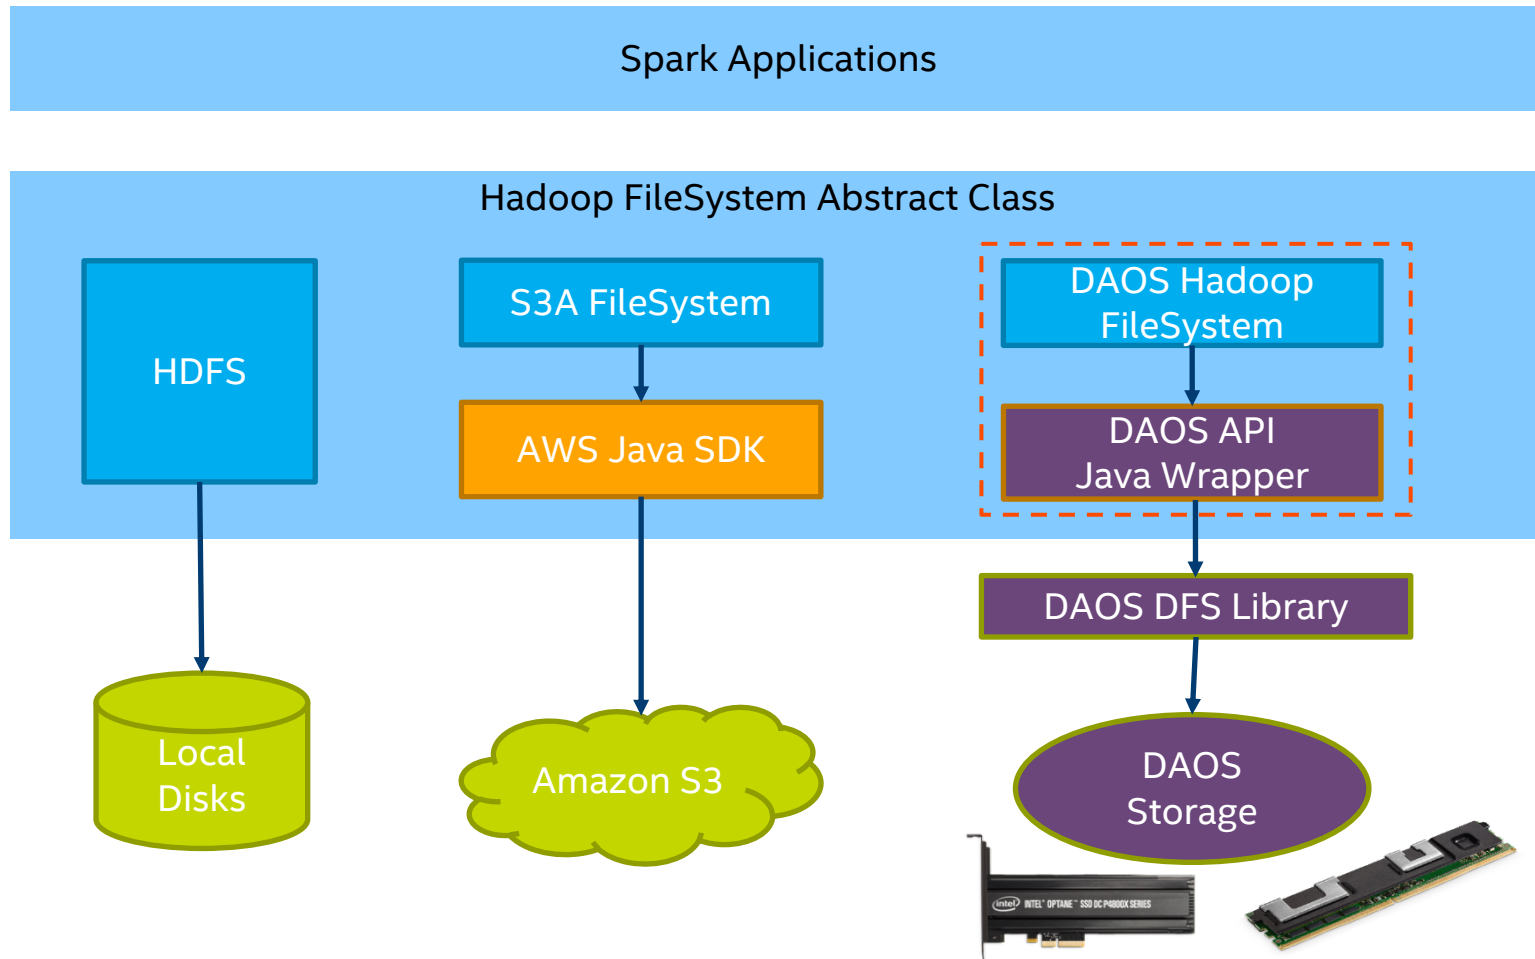 Spark Applications
Hadoop FileSystem Abstract Class
HDFS
S3A FileSystem
DAOS Hadoop
FileSystem
AWS Java SDK
DAOS API
Java Wrapper
DAOS DFS Library
Local
Disks
Amazon S3
DAOS
Storage
intel INTEL® OPTANE™ SSD DC P4800X SERIES